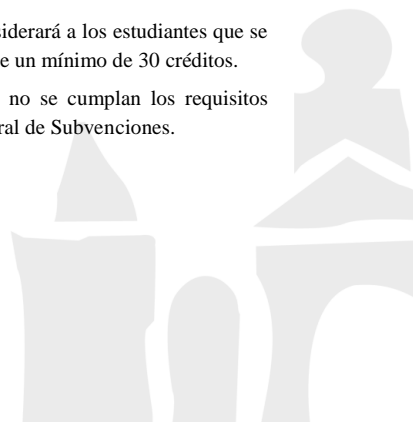 siderará a los estudiantes que se
e un mínimo de 30 créditos.
no se cumplan los requisitos
ral de Subvenciones.